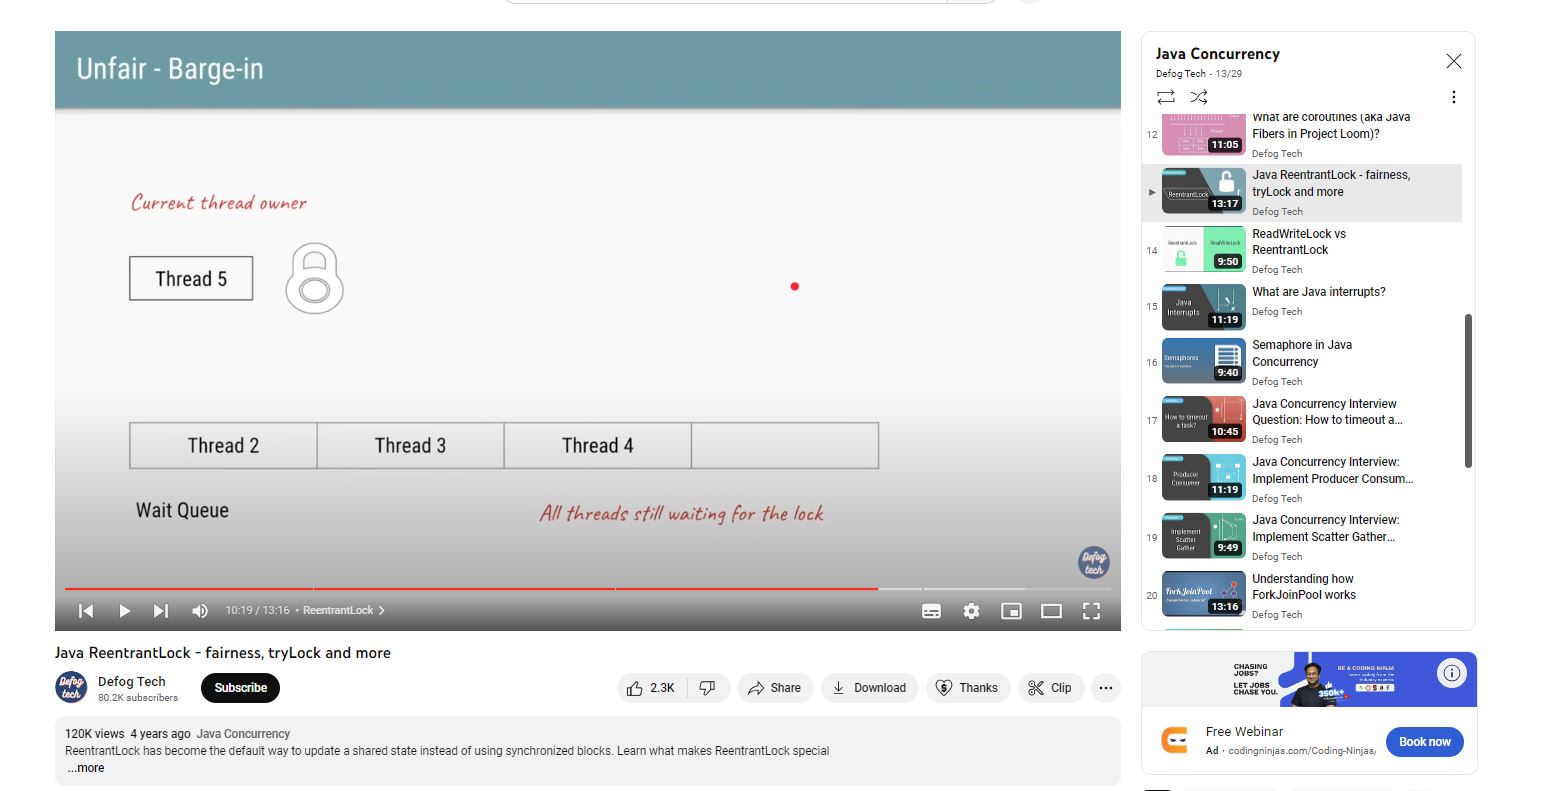 Unfair - Barge-in
Current thread owner
Thread 5
Thread 2
Thread 3
Thread 4
Wait Queue
All threads still waiting for the lock
Defog
tech
10:19 / 13:16 • ReentrantLock >
Java ReentrantLock - fairness, tryLock and more
Defog
tech
Defog Tech
80.2K subscribers
Subscribe
2.3K
Share
Download
Thanks
Clip
120K views 4 years ago Java Concurrency
ReentrantLock has become the default way to update a shared state instead of using synchronized blocks. Learn what makes ReentrantLock special
...more
Java Concurrency
Defog Tech - 13/29
12
11:05
What are coroutines (aka Java
Fibers in Project Loom)?
Defog Tech
ReentrantLock
13:17
Java ReentrantLock - fairness,
tryLock and more
Defog Tech
14
ReentrantLock
ReadWriteLock
9:50
ReadWriteLock vs
ReentrantLock
Defog Tech
15
Java
Interrupts
11:19
What are Java interrupts?
Defog Tech
16
Semaphores
9:40
Semaphore in Java
Concurrency
Defog Tech
17
How to timeout
a task?
10:45
Java Concurrency Interview
Question: How to timeout a...
Defog Tech
18
Producer
Consumer
11:19
Java Concurrency Interview:
Implement Producer Consum...
Defog Tech
19
Implement
Scatter
Gather
9:49
Java Concurrency Interview:
Implement Scatter Gather...
Defog Tech
20
ForkJoinPool
13:16
Understanding how
ForkJoinPool works
Defog Tech
CHASING
JOBS?
LET JOBS
CHASE YOU.
350k+
BE A CODING NINJA
Free Webinar
Ad · codingninjas.com/Coding-Ninjas/
Book now